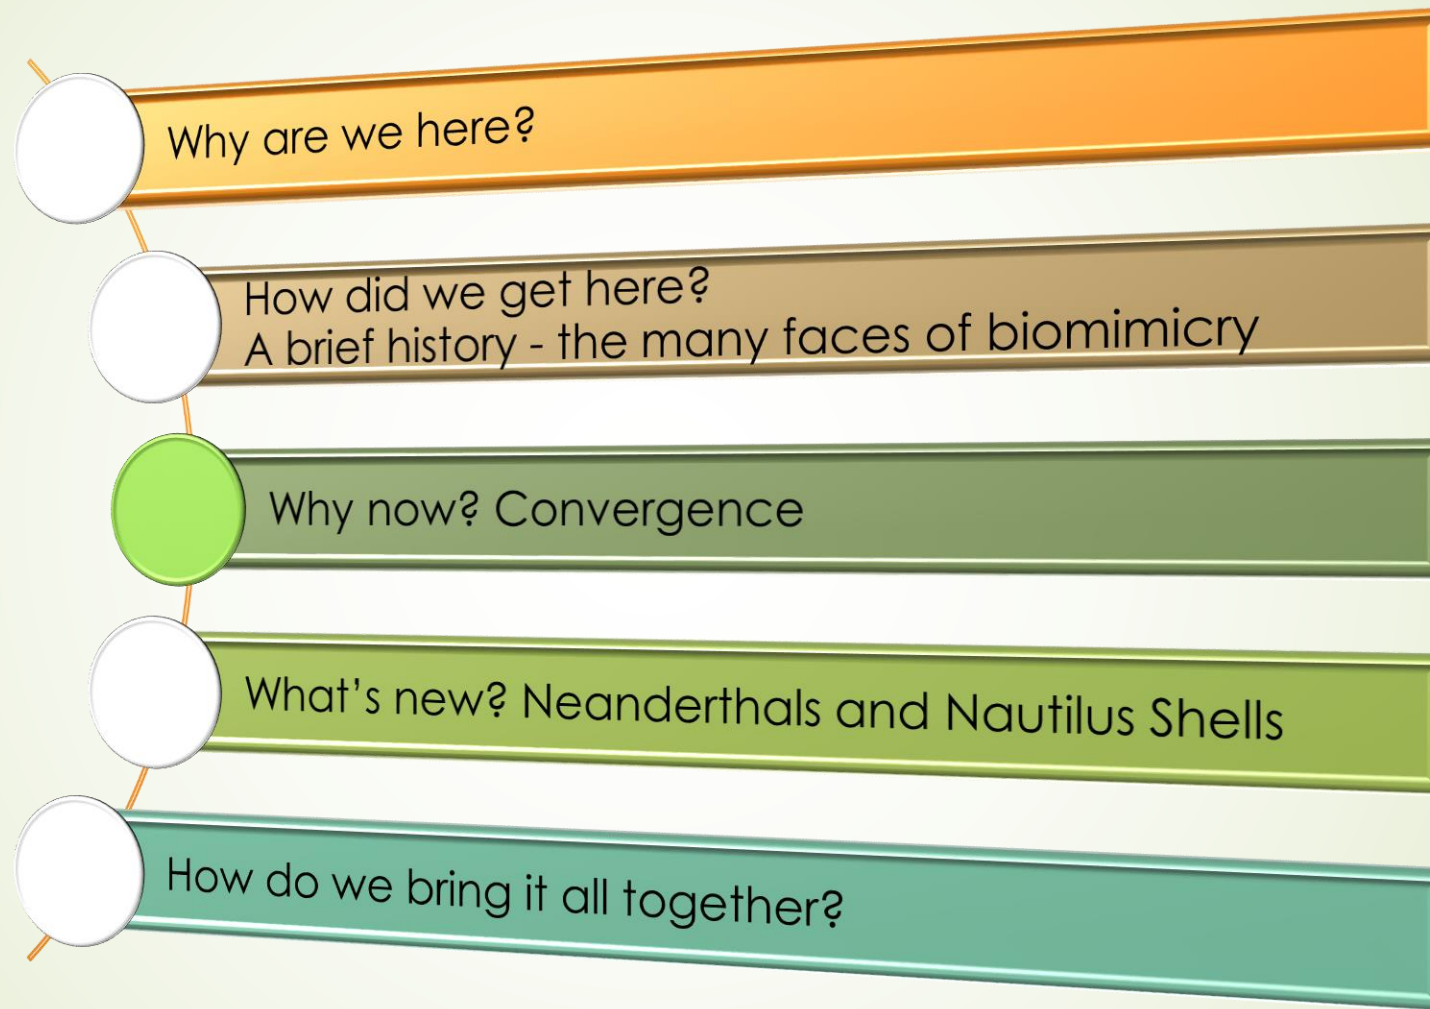 Why are we here?
How did we get here?
A brief history - the many faces of biomimicry
Why now? Convergence
What’s new? Neanderthals and Nautilus Shells
How do we bring it all together?